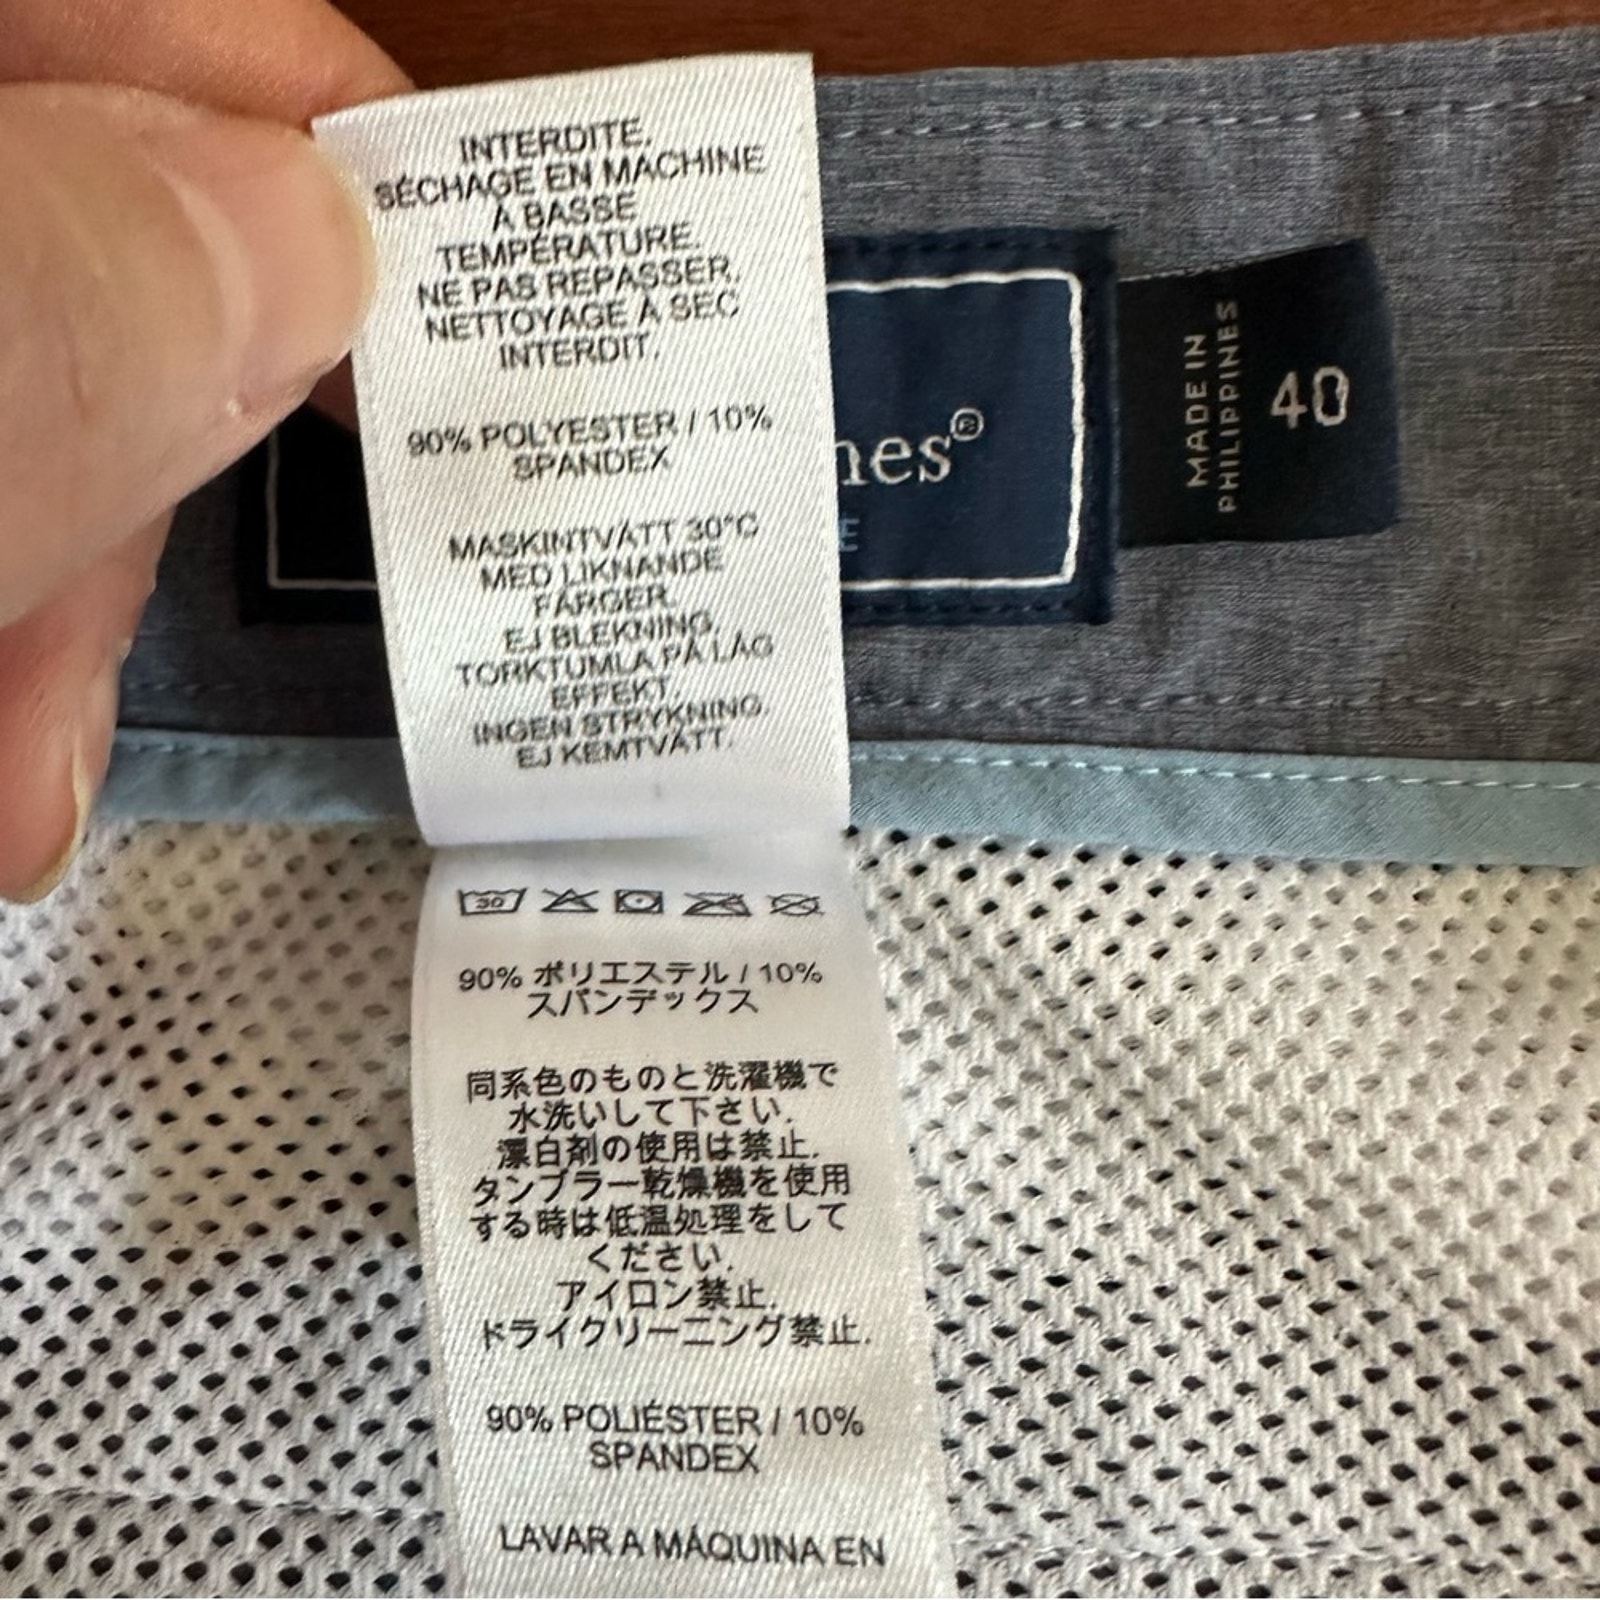 INTERDITE.
SÉCHAGE EN MACHINE
À BASSE
TEMPÉRATURE.
NE PAS REPASSER.
NETTOYAGE À SEC
INTERDIT.
90% POLYESTER / 10%
SPANDEX
MASKINTVÄTT 30°C
MED LIKNANDE
FÄRGER.
EJ BLEKNING.
TORKTUMLA PÅ LÅG
EFFEKT.
INGEN STRYKNING.
EJ KEMTVÄTT.
30
90% ポリエステル / 10%
スパンデックス
同系色のものと洗濯機で
水洗いして下さい.
漂白剤の使用は禁止.
タンブラー乾燥機を使用
する時は低温処理をして
ください.
アイロン禁止.
ドライクリーニング禁止.
90% POLIÉSTER / 10%
SPANDEX
LAVAR A MÁQUINA EN
nes®
E
MADE IN
PHILIPPINES
40